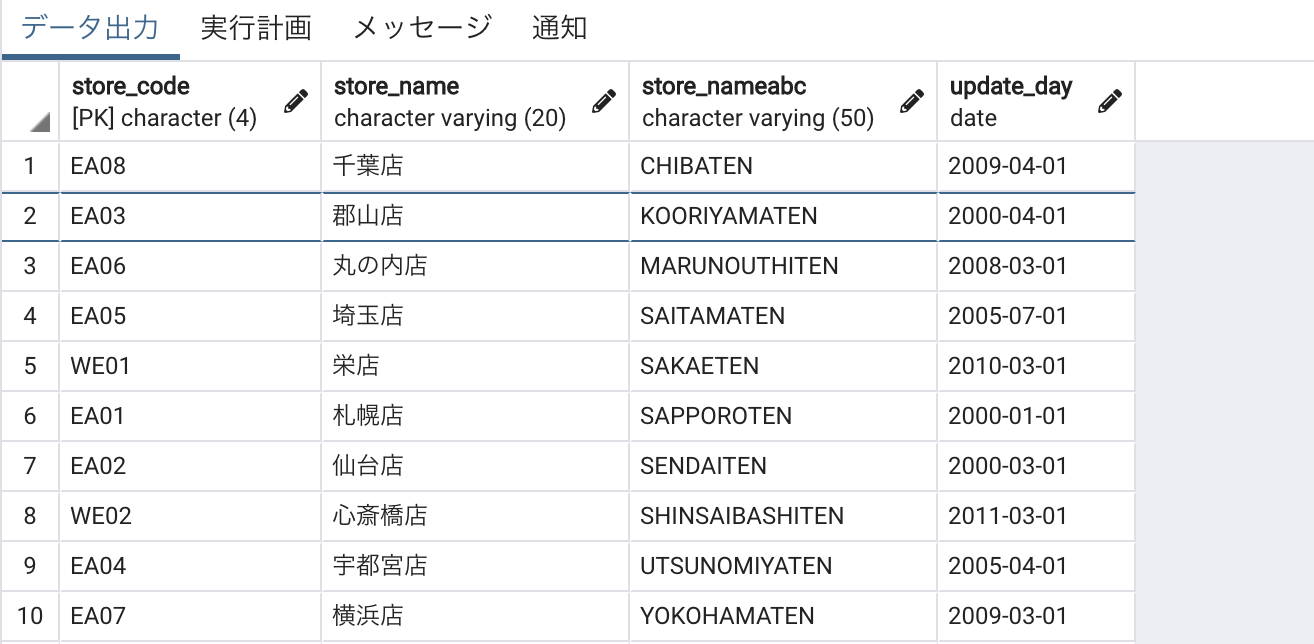 データ出力 実行計画 メッセージ 通知
store_code store_name store_nameabc update_day
[PK] character (4) character varying (20) character varying (50) date
1 EA08 千葉店 CHIBATEN 2009-04-01
2 EA03 郡山店 KOORIYAMATEN 2000-04-01
3 EA06 丸の内店 MARUNOUTHITEN 2008-03-01
4 EA05 埼玉店 SAITAMATEN 2005-07-01
5 WE01 栄店 SAKAETEN 2010-03-01
6 EA01 札幌店 SAPPOROTEN 2000-01-01
7 EA02 仙台店 SENDAITEN 2000-03-01
8 WE02 心斎橋店 SHINSAIBASHITEN 2011-03-01
9 EA04 宇都宮店 UTSUNOMIYATEN 2005-04-01
10 EA07 横浜店 YOKOHAMATEN 2009-03-01